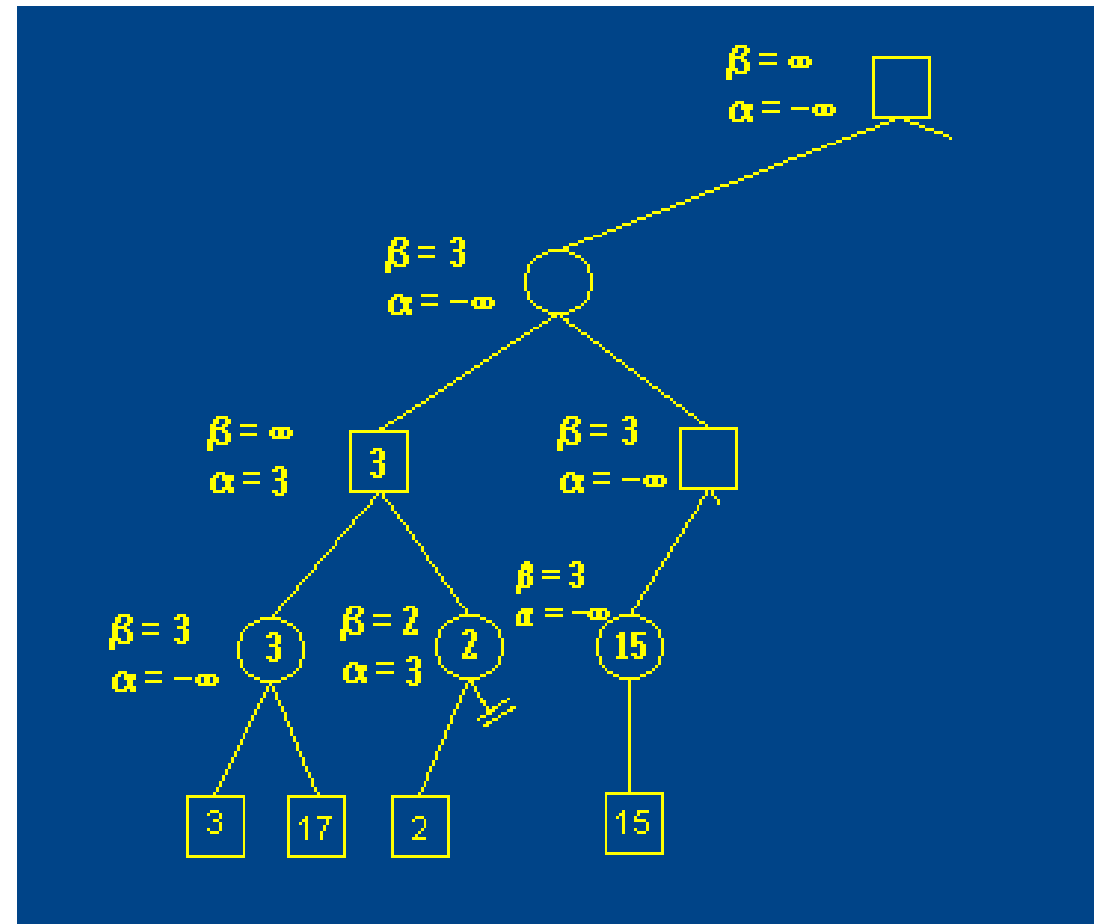 β = ∞
α = -∞
β = 3
α = -∞
β = ∞
α = 3
3
β = 3
α = -∞
β = 3
α = -∞
3
β = 2
α = 3
2
β = 3
α = -∞
15
3
17
2
15